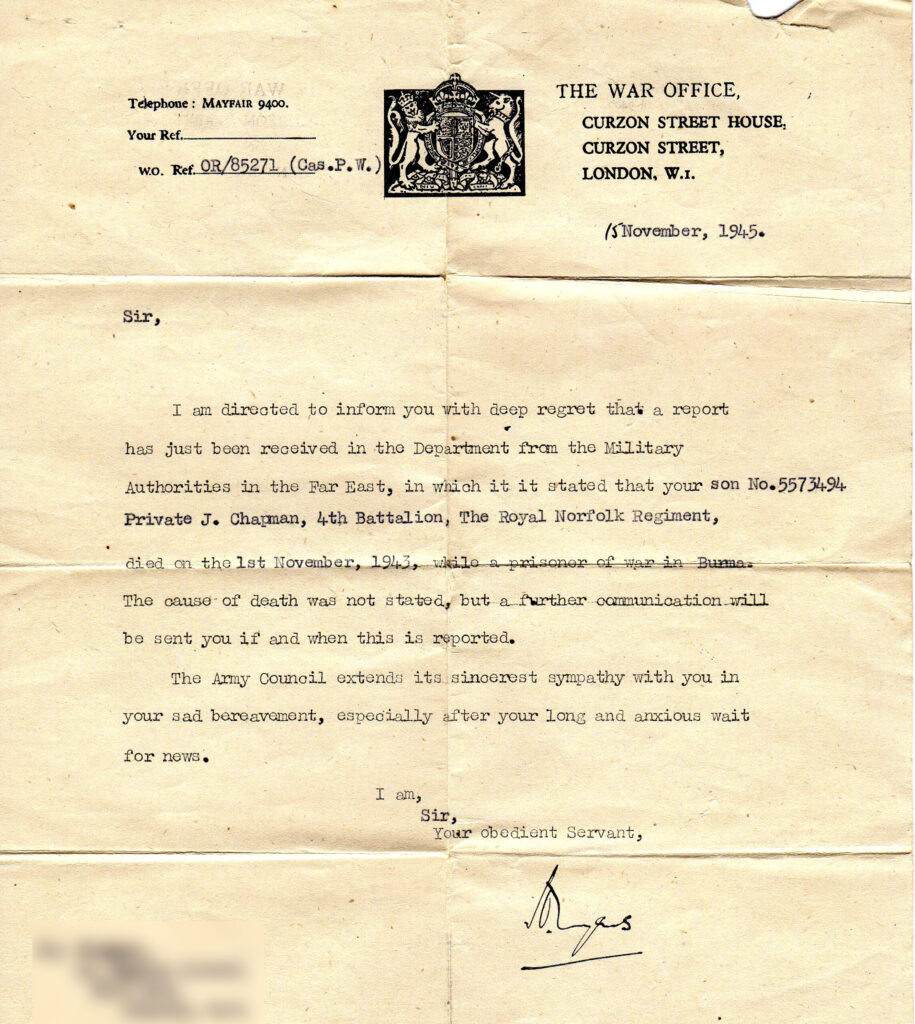 Telephone: MAYFAIR 9400.
Your Ref.
W.O. Ref. OR/85271 (Cas.P.W.)
THE WAR OFFICE,
CURZON STREET HOUSE,
CURZON STREET,
LONDON, W.1.
15 November, 1945.
Sir,
I am directed to inform you with deep regret that a report
has just been received in the Department from the Military
Authorities in the Far East, in which it it stated that your son No.5573494
Private J. Chapman, 4th Battalion, The Royal Norfolk Regiment,
died on the 1st November, 1943, while a prisoner of war in Burma.
The cause of death was not stated, but a further communication will
be sent you if and when this is reported.
The Army Council extends its sincerest sympathy with you in
your sad bereavement, especially after your long and anxious wait
for news.
I am,
Sir,
Your obedient Servant,